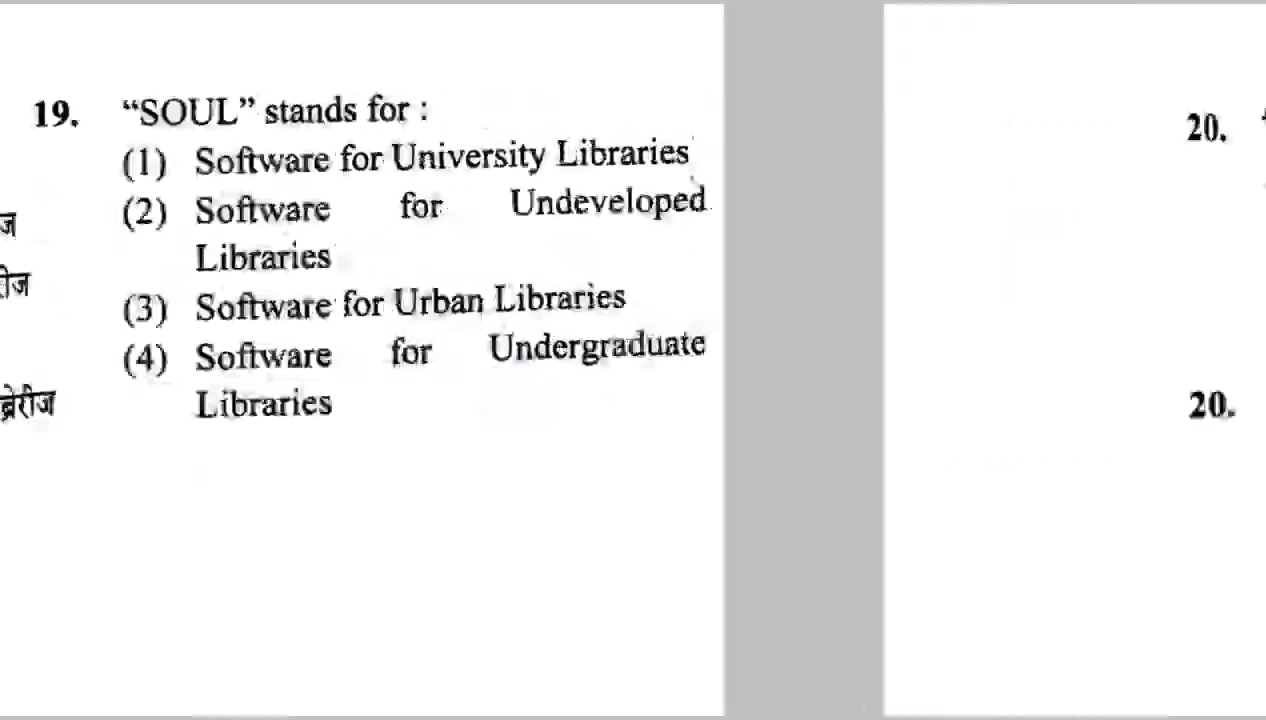 19. “SOUL” stands for :
(1) Software for University Libraries
(2) Software for Undeveloped
Libraries
(3) Software for Urban Libraries
(4) Software for Undergraduate
Libraries
20.
20.